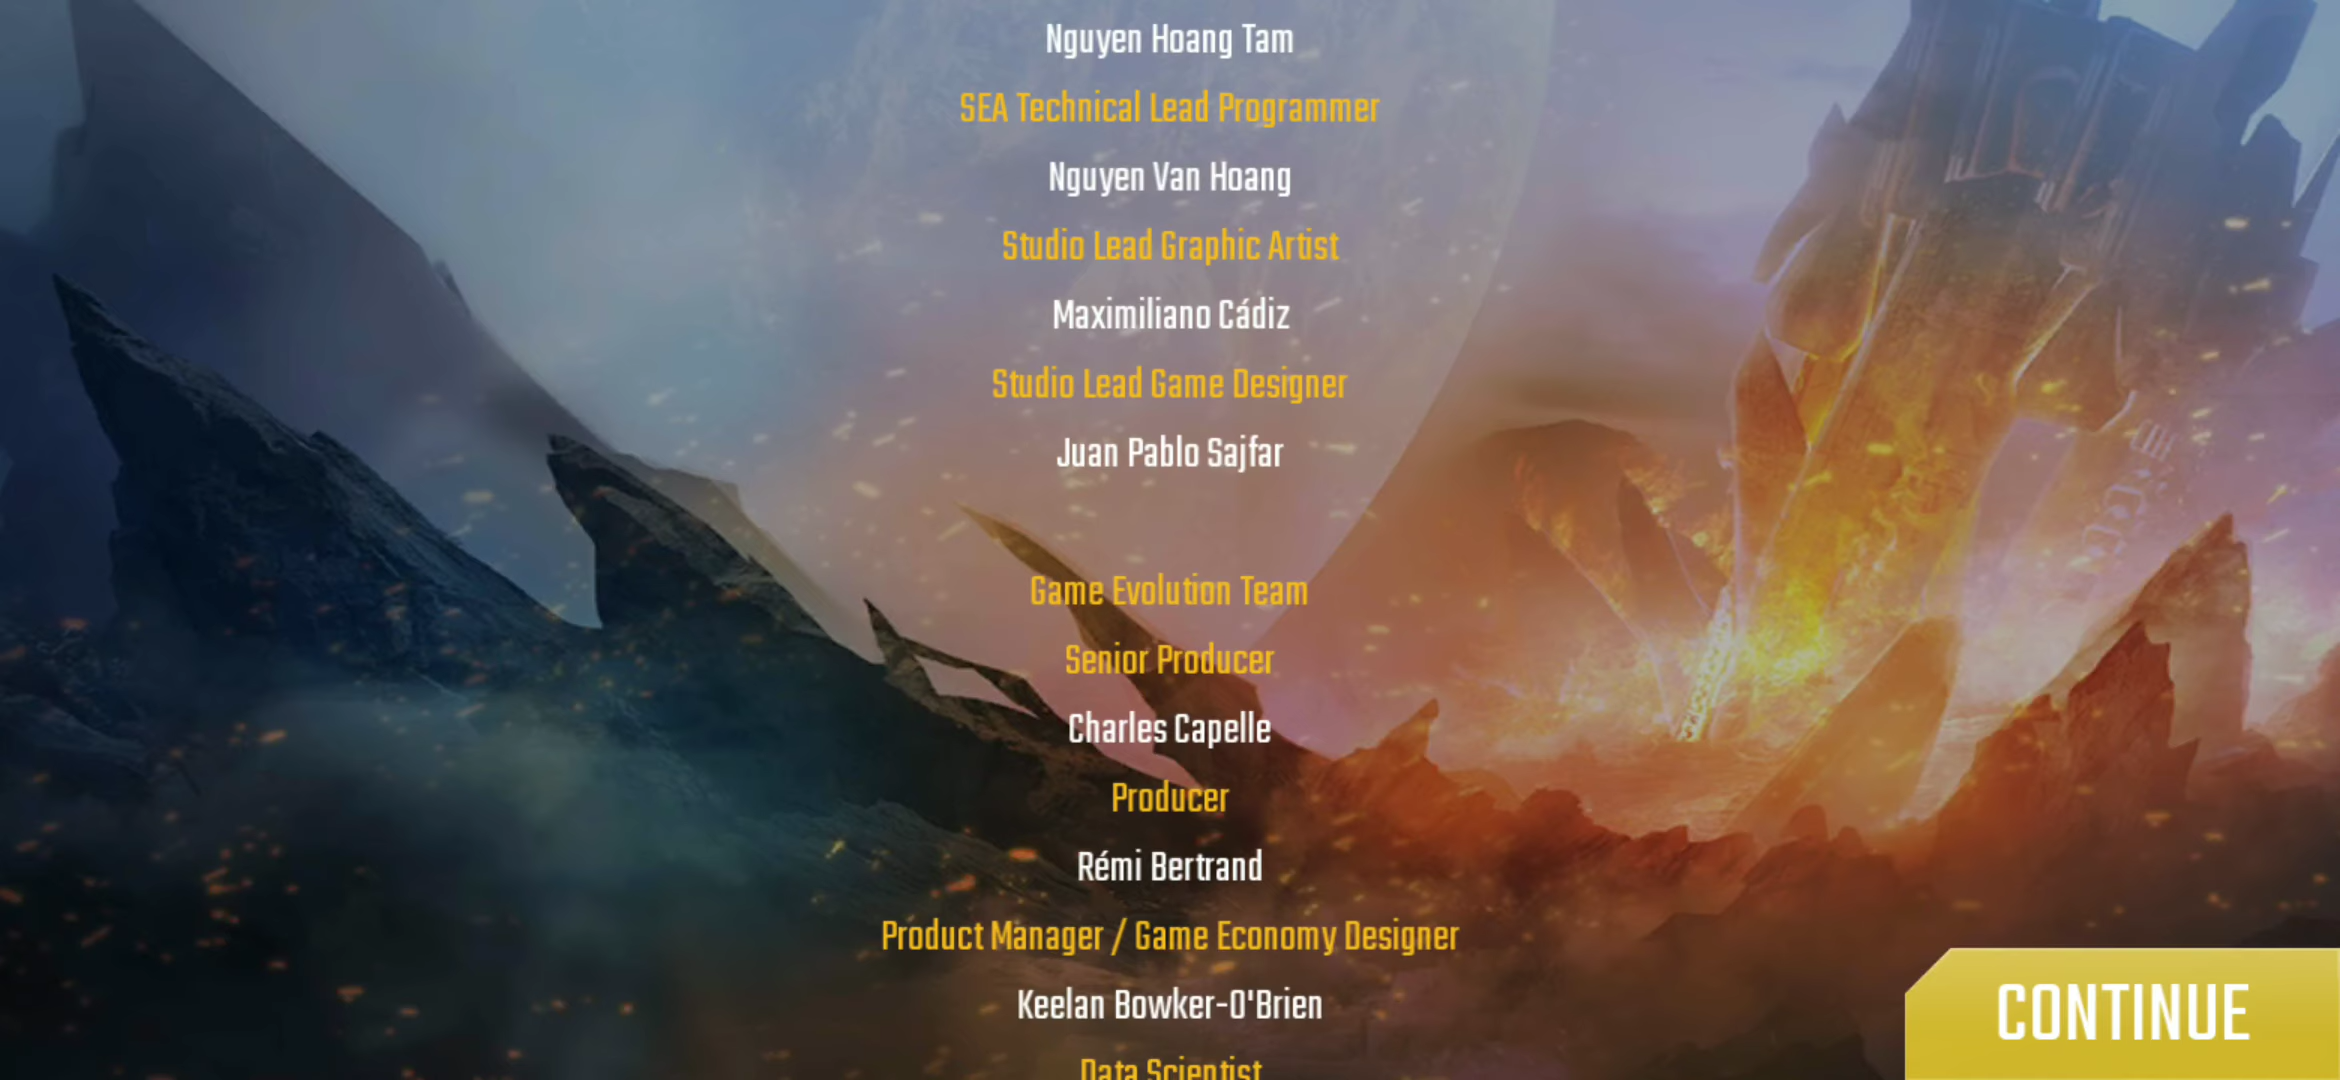 Nguyen Hoang Tam
SEA Technical Lead Programmer
Nguyen Van Hoang
Studio Lead Graphic Artist
Maximiliano Cádiz
Studio Lead Game Designer
Juan Pablo Sajfar
Game Evolution Team
Senior Producer
Charles Capelle
Producer
Rémi Bertrand
Product Manager / Game Economy Designer
Keelan Bowker-O'Brien
Data Scientist
CONTINUE